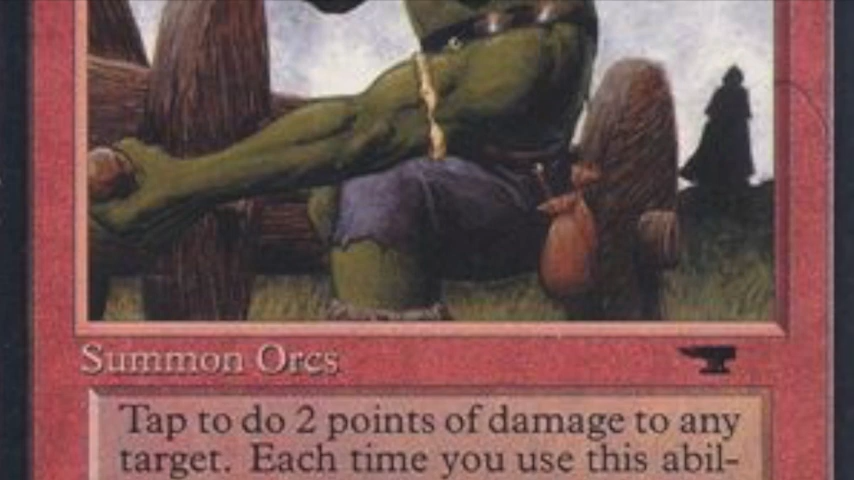 Summon Orcs
Tap to do 2 points of damage to any
target. Each time you use this abil-